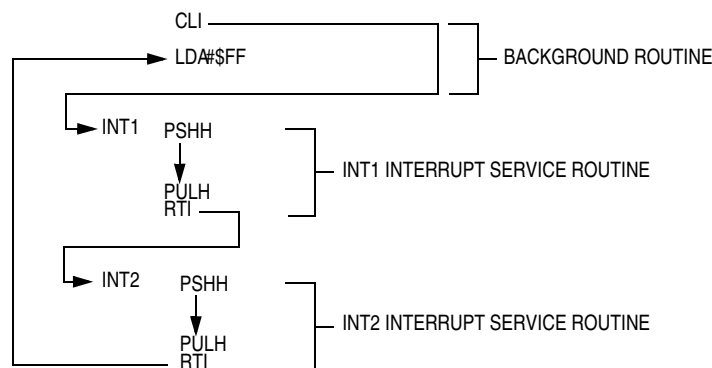 CLI
LDA#$FF
BACKGROUND ROUTINE
INT1
PSHH
INT1 INTERRUPT SERVICE ROUTINE
PULH
RTI
INT2
PSHH
INT2 INTERRUPT SERVICE ROUTINE
PULH
RTI